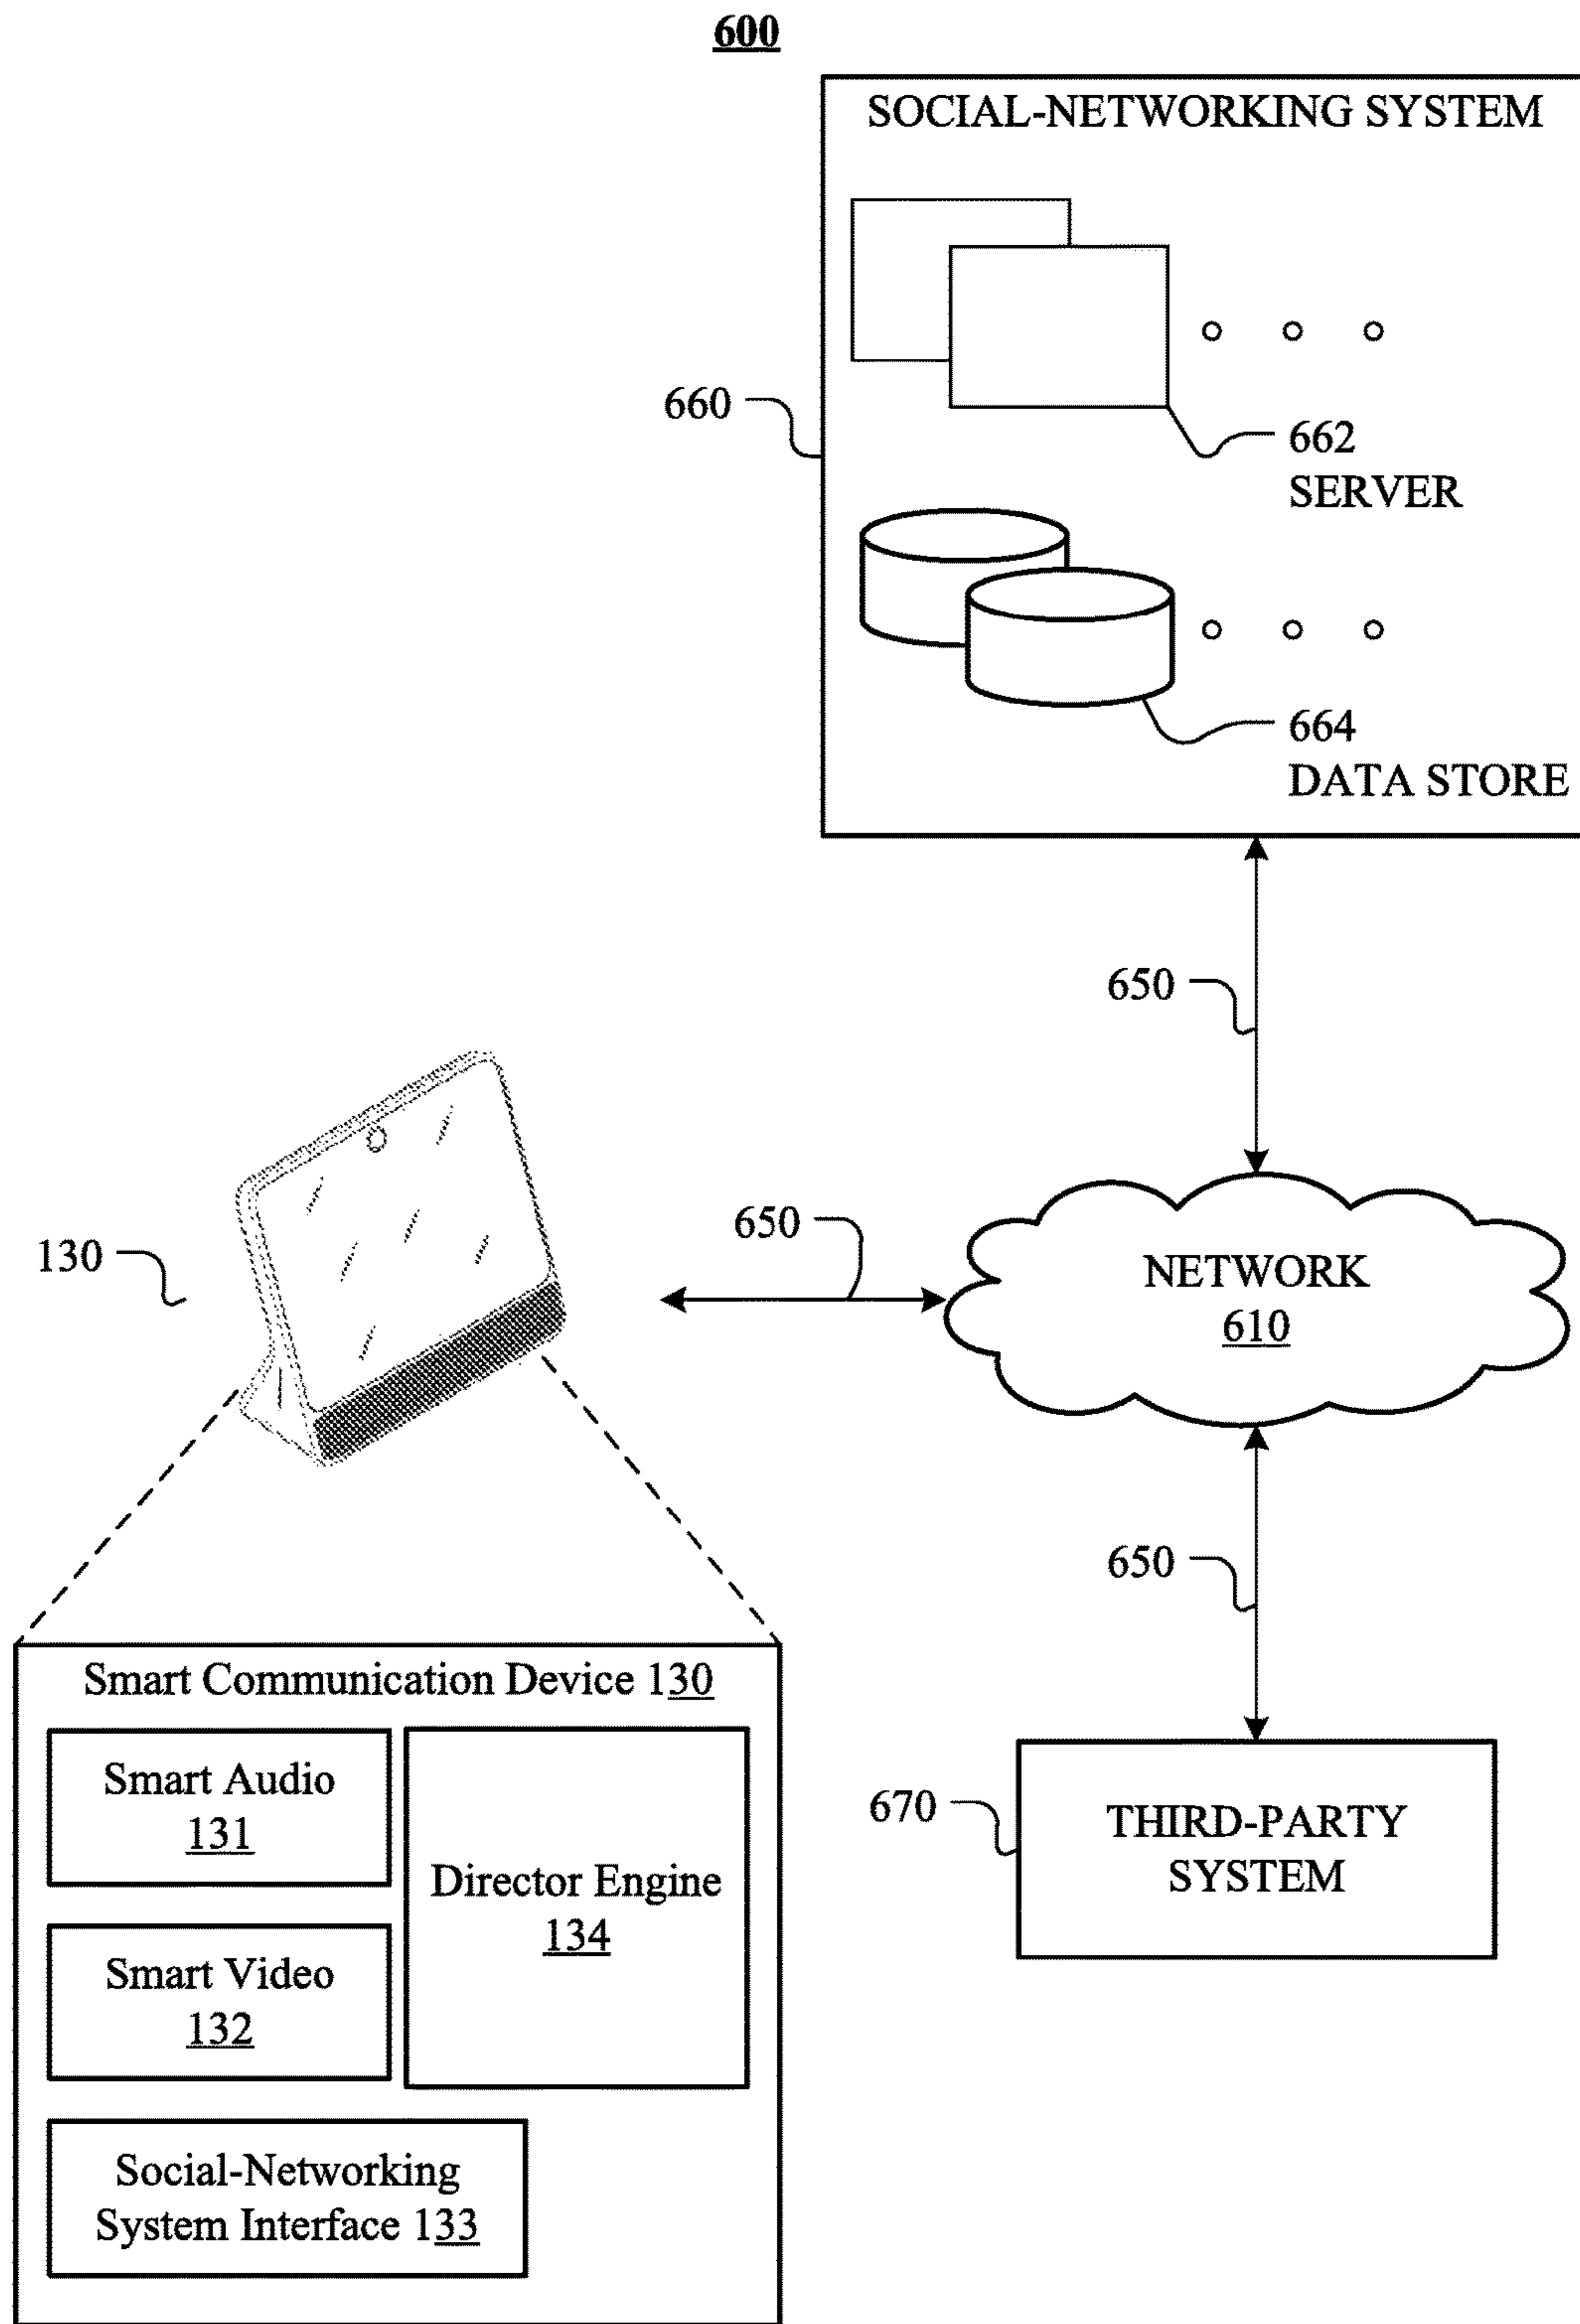 600
SOCIAL-NETWORKING SYSTEM
660
662
SERVER
664
DATA STORE
650
130
650
NETWORK
610
650
670
THIRD-PARTY
SYSTEM
Smart Communication Device 130
Smart Audio
131
Director Engine
134
Smart Video
132
Social-Networking
System Interface 133